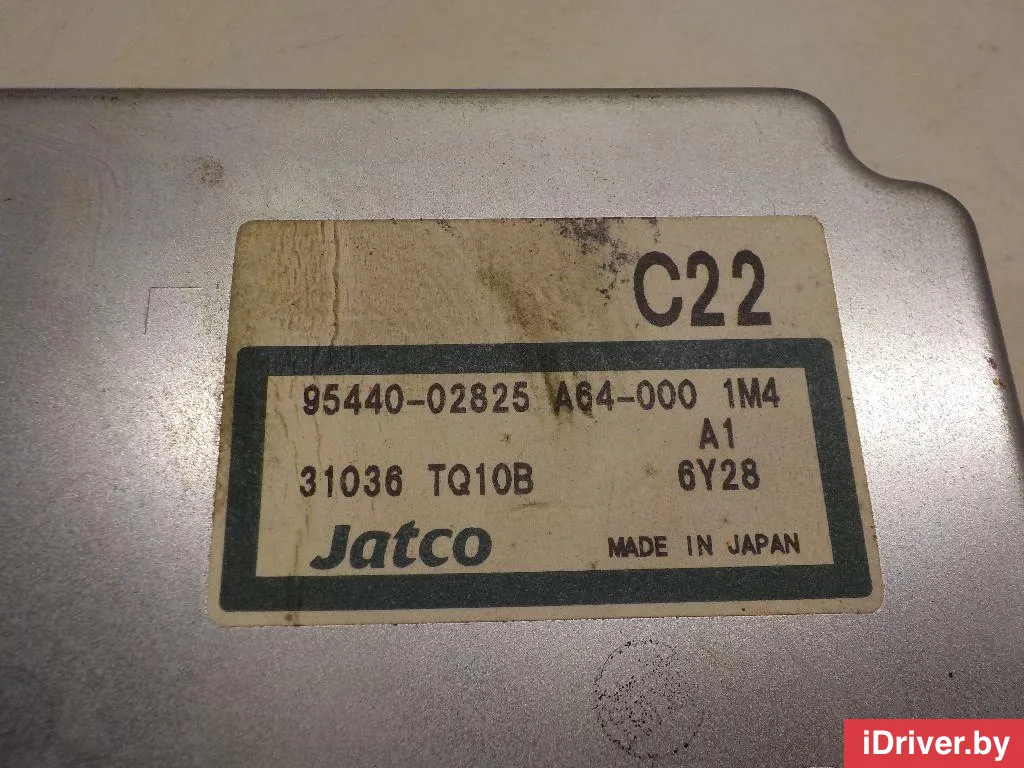 C22
95440-02825 A64-000 1M4
A1
31036 TQ10B 6Y28
Jatco MADE IN JAPAN
iDriver.by